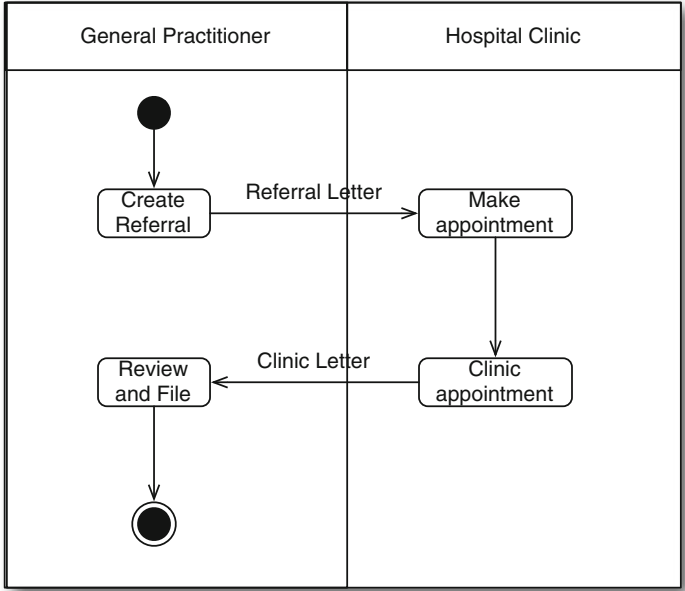 General Practitioner
Hospital Clinic
Create
Referral
Referral Letter
Make
appointment
Review
and File
Clinic Letter
Clinic
appointment